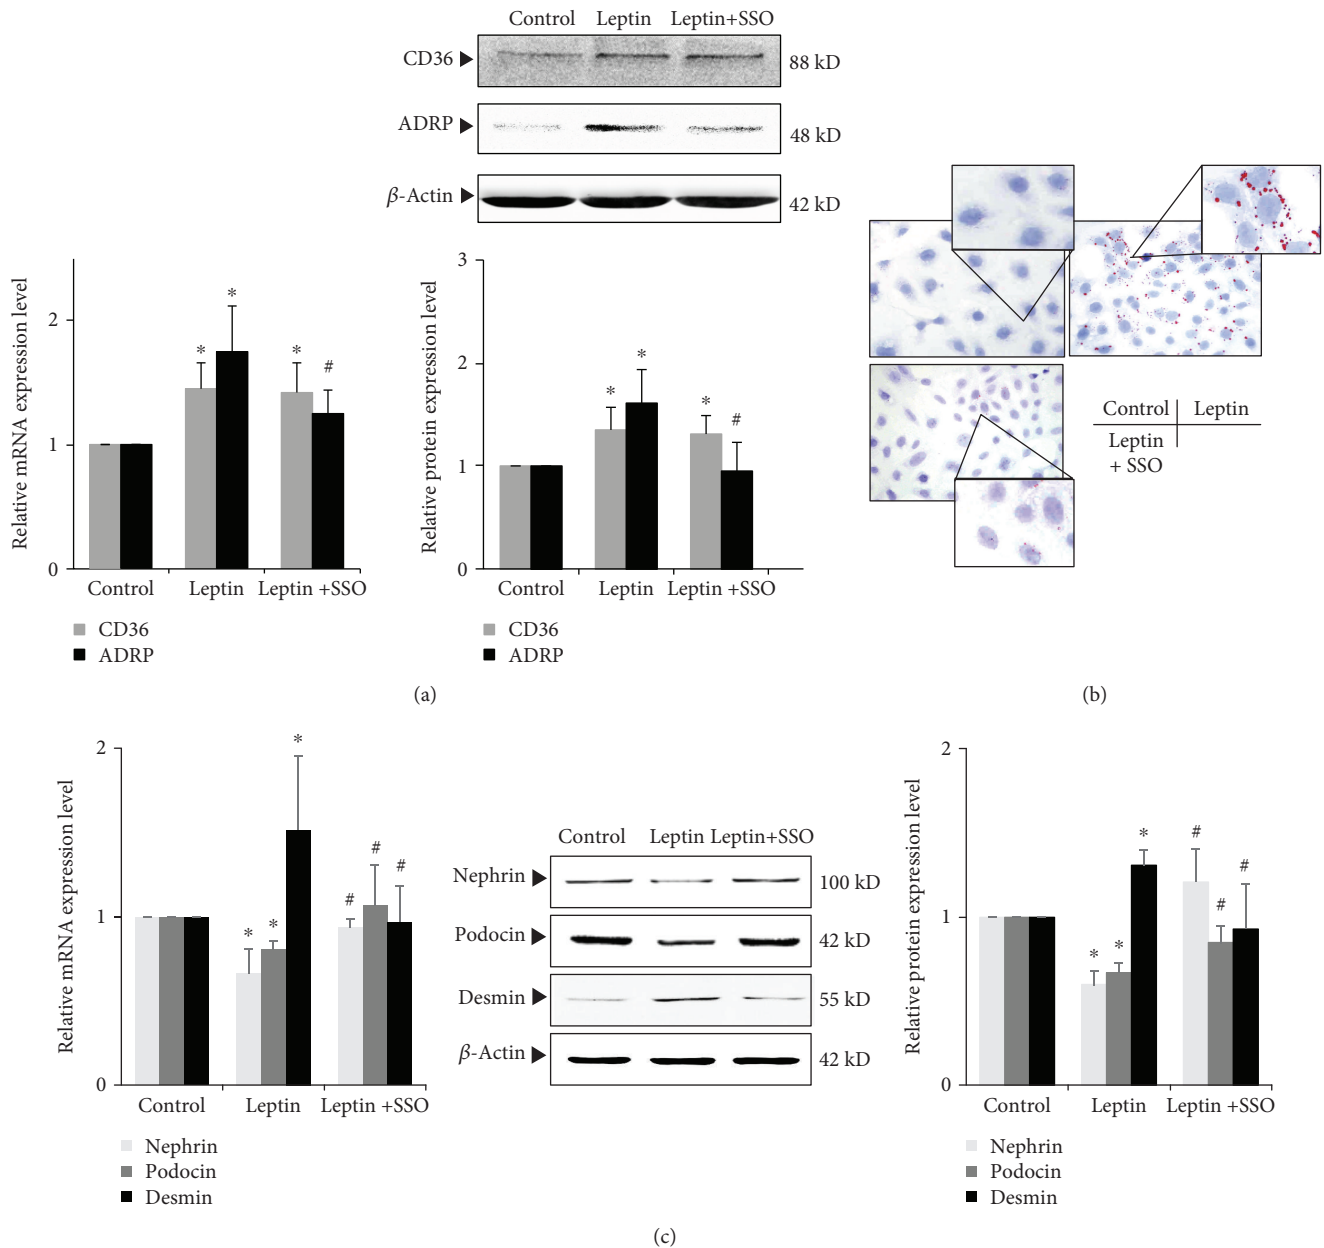 Control Leptin Leptin+SSO
CD36 88 kD
ADRP 48 kD
β-Actin 42 kD
Relative mRNA expression level
2
1
0
* * * #
Control Leptin Leptin +SSO
CD36
ADRP
Relative protein expression level
3
2
1
0
* * * #
Control Leptin Leptin +SSO
CD36
ADRP
(a)
Control Leptin
Leptin
+ SSO
(b)
Relative mRNA expression level
2
1
0
* * * # # #
Control Leptin Leptin +SSO
Nephrin
Podocin
Desmin
Control Leptin Leptin+SSO
Nephrin 100 kD
Podocin 42 kD
Desmin 55 kD
β-Actin 42 kD
Relative protein expression level
2
1
0
* * * # # #
Control Leptin Leptin +SSO
Nephrin
Podocin
Desmin
(c)